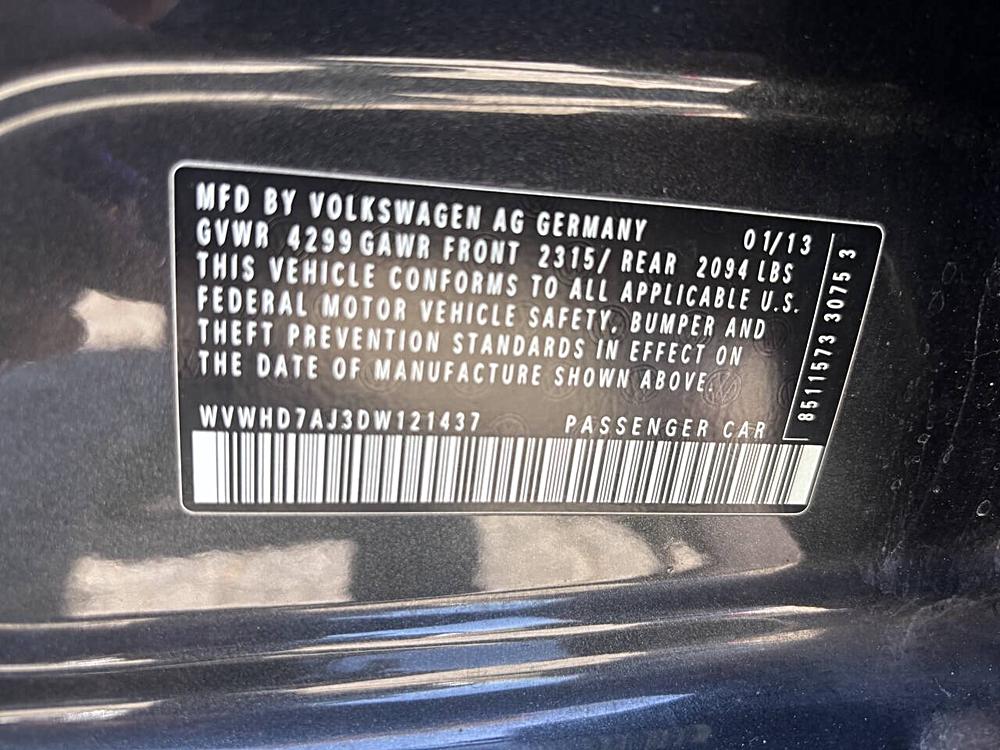 MFD BY VOLKSWAGEN AG GERMANY 01/13
GVWR 4299 GAWR FRONT 2315/ REAR 2094 LBS
THIS VEHICLE CONFORMS TO ALL APPLICABLE U.S.
FEDERAL MOTOR VEHICLE SAFETY, BUMPER AND
THEFT PREVENTION STANDARDS IN EFFECT ON
THE DATE OF MANUFACTURE SHOWN ABOVE.
WVWHD7AJ3DW121437 PASSENGER CAR
8511573 3075 3